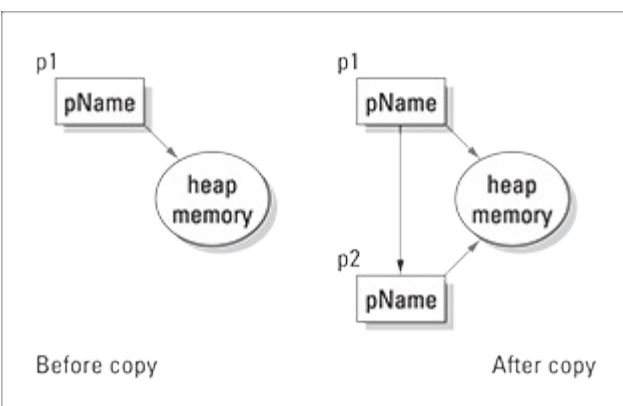 p1
pName
heap
memory
Before copy
p1
pName
heap
memory
p2
pName
After copy